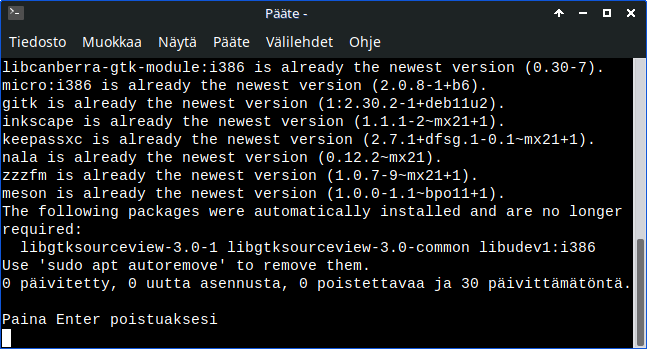 Pääte -
Tiedosto Muokkaa Näytä Pääte Välilehdet Ohje
libcanberra-gtk-module:i386 is already the newest version (0.30-7).
micro:i386 is already the newest version (2.0.8-1+b6).
gitk is already the newest version (1:2.30.2-1+deb11u2).
inkscape is already the newest version (1.1.1-2~mx21+1).
keepassxc is already the newest version (2.7.1+dfsg.1-0.1~mx21+1).
nala is already the newest version (0.12.2~mx21).
zzzfm is already the newest version (1.0.7-9~mx21+1).
meson is already the newest version (1.0.0-1.1~bpo11+1).
The following packages were automatically installed and are no longer
required:
  libgtksourceview-3.0-1 libgtksourceview-3.0-common libudev1:i386
Use 'sudo apt autoremove' to remove them.
0 päivitetty, 0 uutta asennusta, 0 poistettavaa ja 30 päivittämätöntä.
Paina Enter poistuaksesi